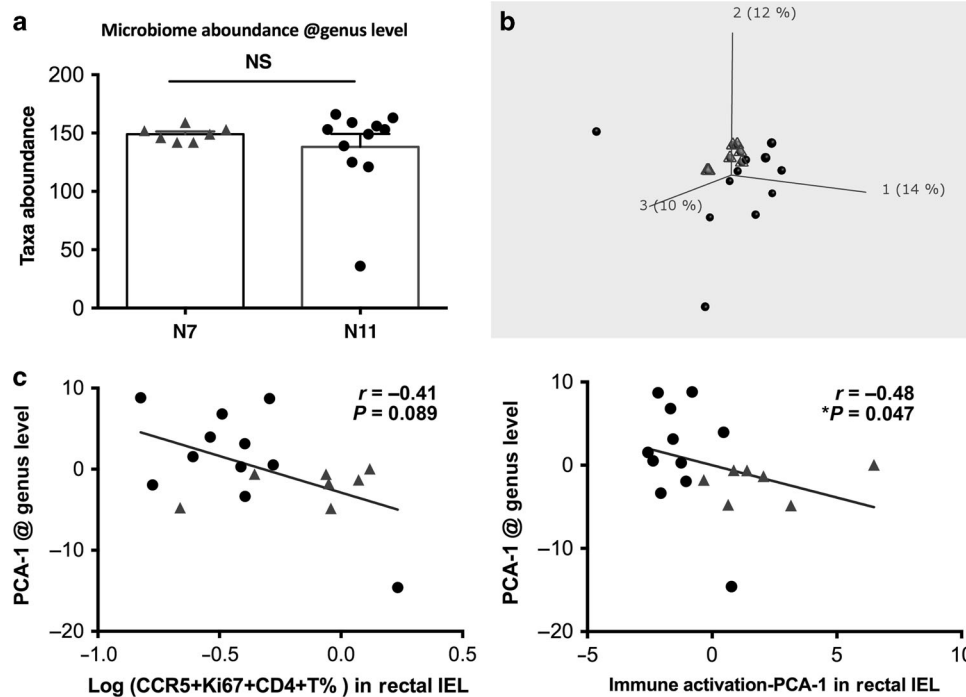 a
Microbiome aboundance @genus level
NS
Taxa aboundance
200
150
100
50
0
N7
N11
b
2 (12 %)
1 (14 %)
3 (10 %)
c
r = –0.41
P = 0.089
PCA-1 @ genus level
10
0
–10
–20
–1.0
–0.5
0.0
0.5
Log (CCR5+Ki67+CD4+T% ) in rectal IEL
r = –0.48
*P = 0.047
PCA-1 @ genus level
10
0
–10
–20
–5
0
5
10
Immune activation-PCA-1 in rectal IEL